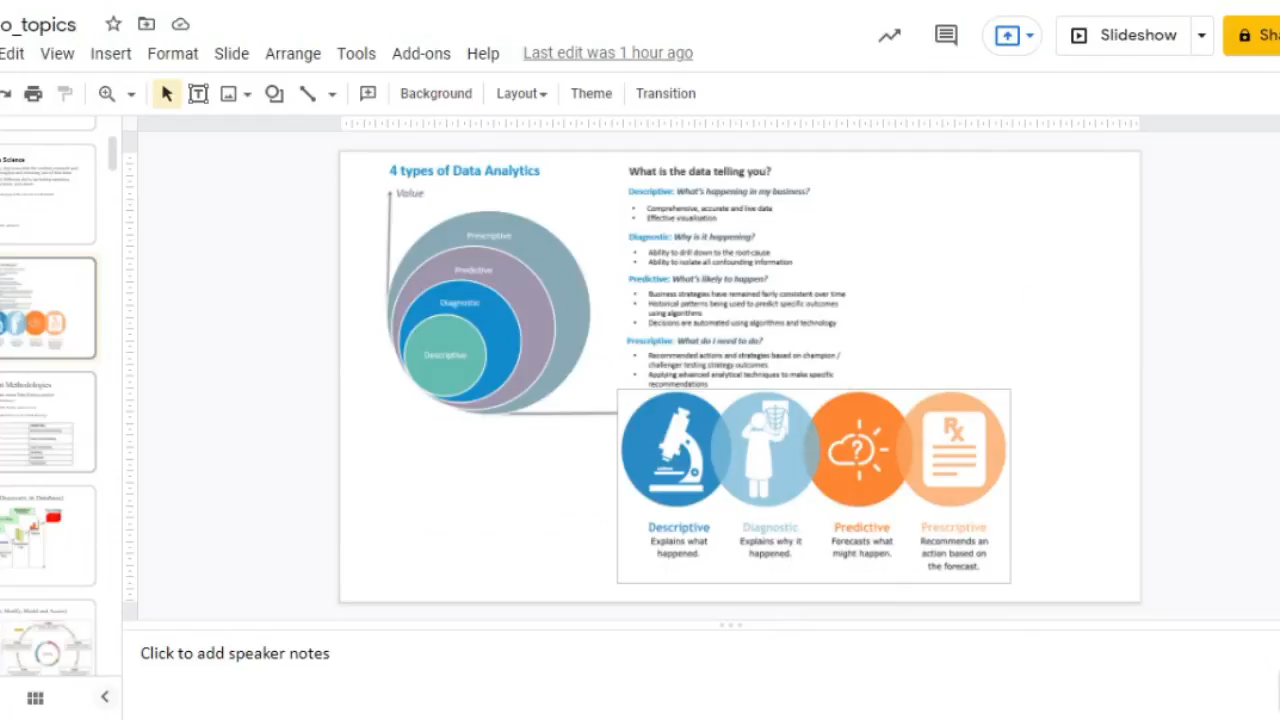 o_topics
Edit View Insert Format Slide Arrange Tools Add-ons Help Last edit was 1 hour ago
Slideshow
Sha
Background Layout Theme Transition
4 types of Data Analytics
Value
Prescriptive
Predictive
Diagnostic
Descriptive
What is the data telling you?
Descriptive: What's happening in my business?
• Comprehensive, accurate and live data
• Effective visualisation
Diagnostic: Why is it happening?
• Ability to drill down to the root-cause
• Ability to isolate all confounding information
Predictive: What's likely to happen?
• Business strategies have remained fairly consistent over time
• Historical patterns being used to predict specific outcomes
using algorithms
• Decisions are automated using algorithms and technology
Prescriptive: What do I need to do?
• Recommended actions and strategies based on champion /
challenger testing strategy outcomes
• Applying advanced analytical techniques to make specific
recommendations
Rx
?
Descriptive
Explains what
happened.
Diagnostic
Explains why it
happened.
Predictive
Forecasts what
might happen.
Prescriptive
Recommends an
action based on
the forecast.
Click to add speaker notes